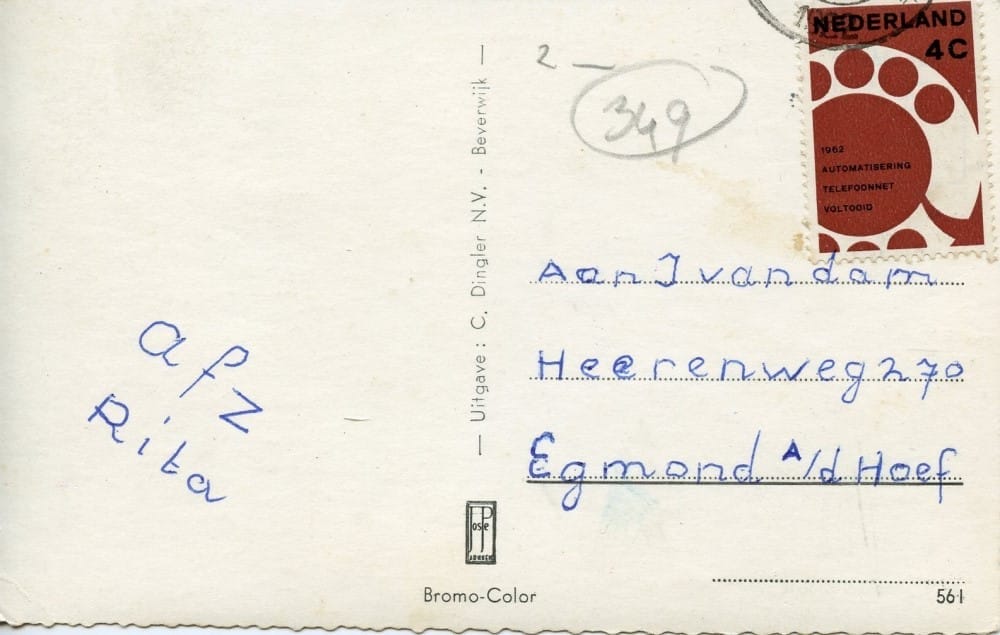 NEDERLAND
4C
1962
AUTOMATISERING
TELEFOONNET
VOLTOOID
2 —
349
— Uitgave: C. Dingler N.V. - Beverwijk —
Aan J van dam
Heerenweg 270
Egmond A/d Hoef
afz
Rita
JosPe
Bromo-Color
561